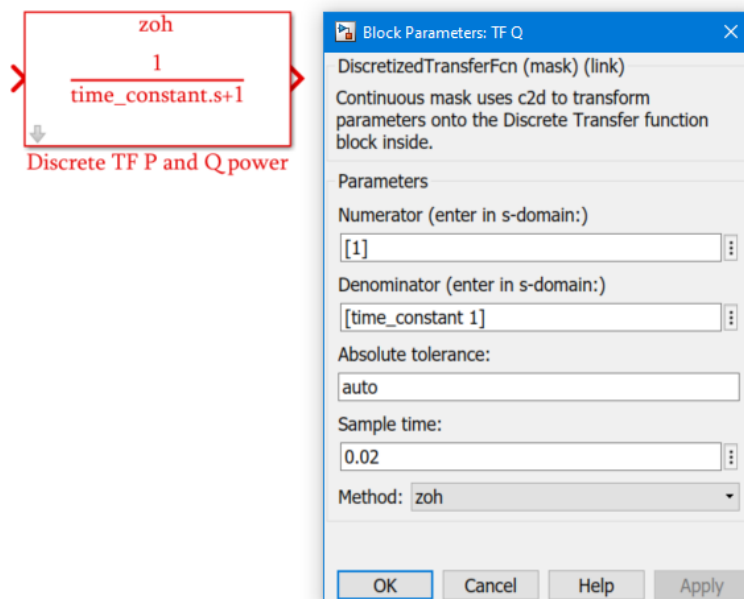 zoh
1
time_constant.s+1
Discrete TF P and Q power
Block Parameters: TF Q
DiscretizedTransferFcn (mask) (link)
Continuous mask uses c2d to transform
parameters onto the Discrete Transfer function
block inside.
Parameters
Numerator (enter in s-domain:)
[1]
Denominator (enter in s-domain:)
[time_constant 1]
Absolute tolerance:
auto
Sample time:
0.02
Method: zoh
OK Cancel Help Apply